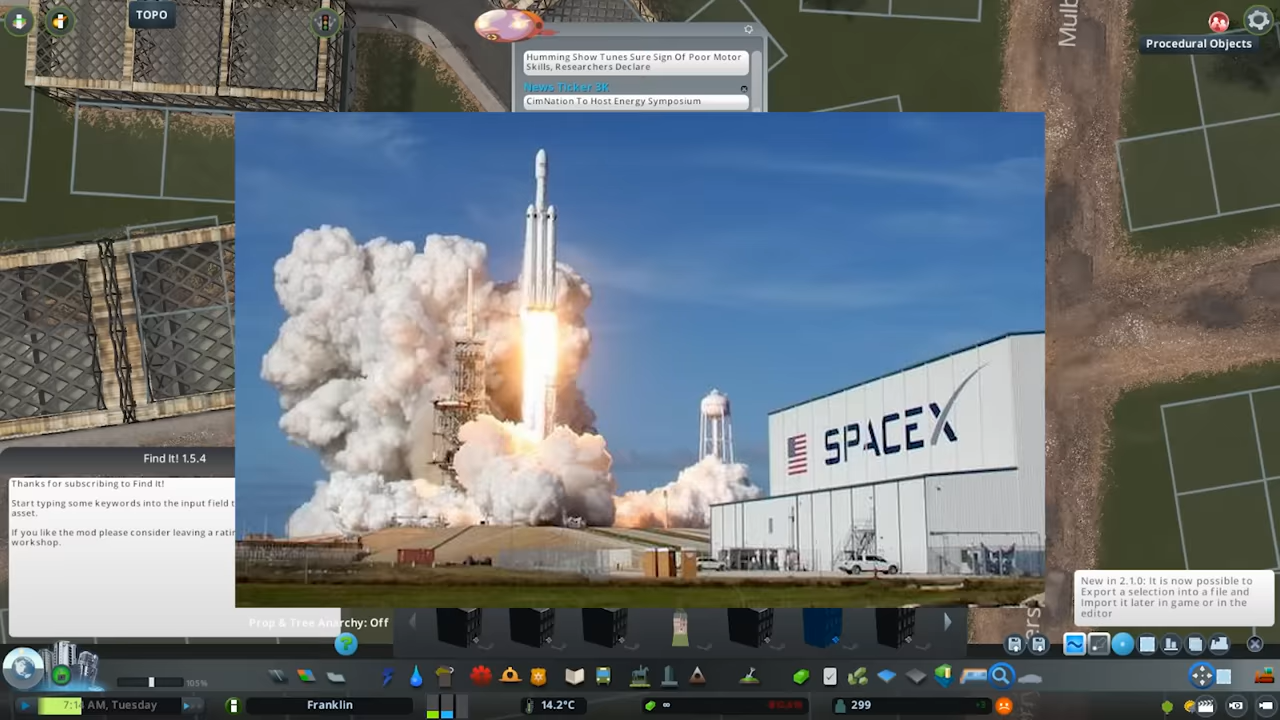 TOPO
Humming Show Tunes Sure Sign Of Poor Motor
Skills, Researchers Declare
News Ticker 3K
CimNation To Host Energy Symposium
Procedural Objects
SPACEX
Find It! 1.5.4
Thanks for subscribing to Find It!
Start typing some keywords into the input field
asset.
If you like the mod please consider leaving a
workshop.
New in 2.1.0: It is now possible to
Export a selection into a file and
Import it later in game or in the
editor
Prop & Tree Anarchy: Off
105%
AM, Tuesday
Franklin
14.2°C
∞
299
+3